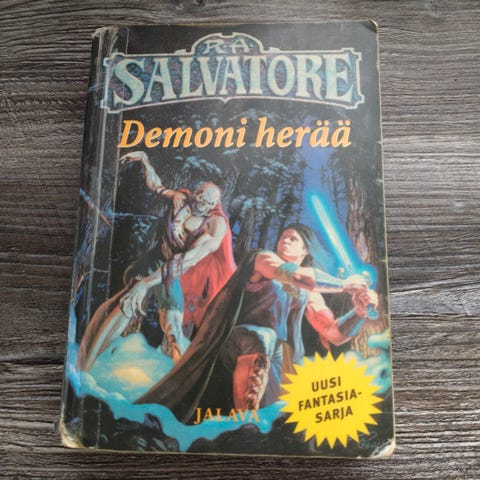 R.A.
SALVATORE
Demoni herää
UUSI
FANTASIA-
SARJA
JALAVA